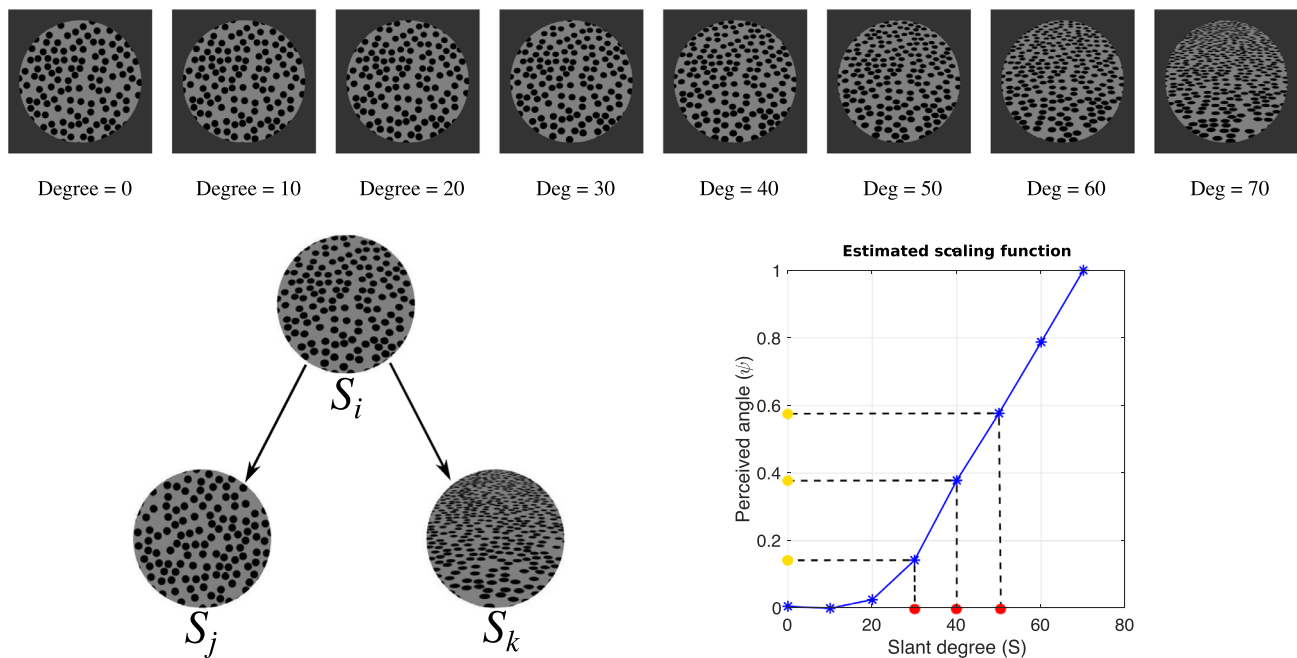 Degree = 0 Degree = 10 Degree = 20 Deg = 30 Deg = 40 Deg = 50 Deg = 60 Deg = 70
S_i
S_j S_k
Estimated scaling function
1
0.8
0.6
0.4
0.2
0
Perceived angle (ψ)
0 20 40 60 80
Slant degree (S)